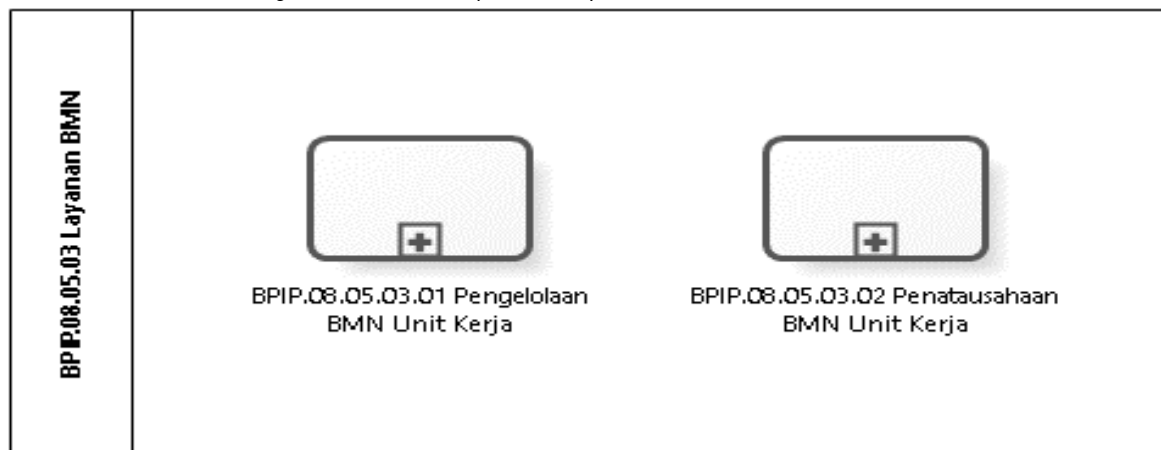 BPIP.08.05.03 Layanan BMN
BPIP.08.05.03.01 Pengelolaan
BMN Unit Kerja
BPIP.08.05.03.02 Penatausahaan
BMN Unit Kerja